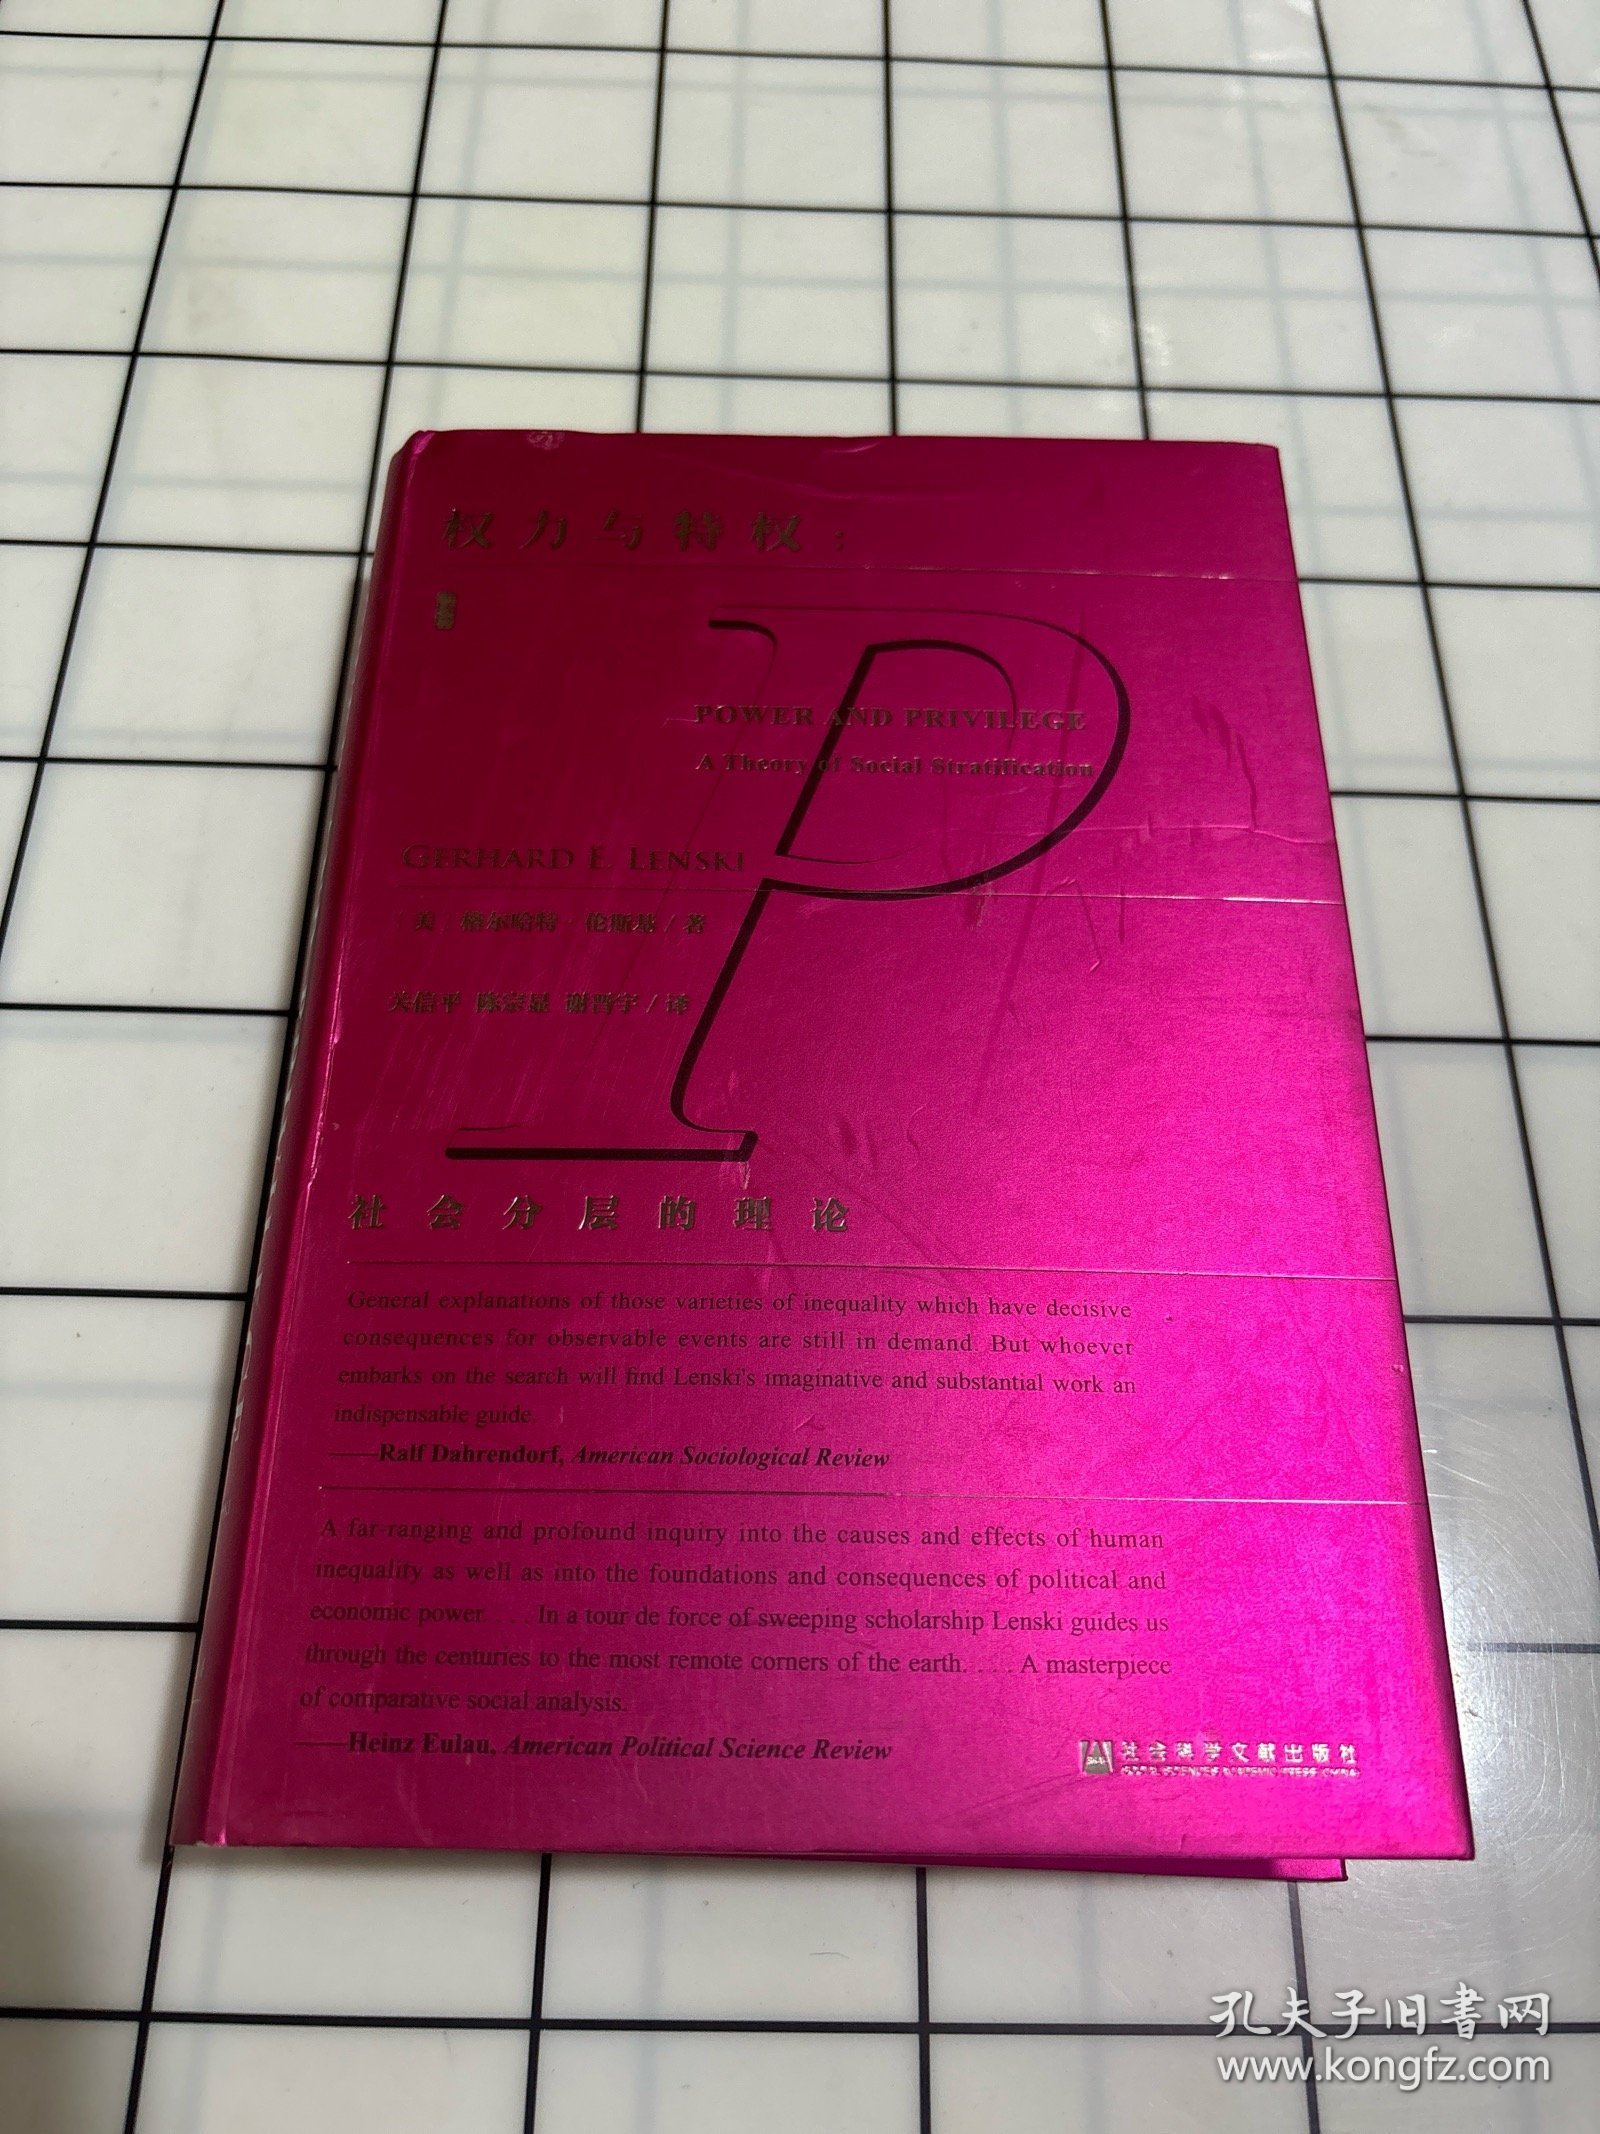 权力与特权：
POWER AND PRIVILEGE
A Theory of Social Stratification
GERHARD E. LENSKI
〔美〕格尔哈特·伦斯基/著
关信平 陈宗显 谢晋宇/译
社会分层的理论
General explanations of those varieties of inequality which have decisive
consequences for observable events are still in demand. But whoever
embarks on the search will find Lenski's imaginative and substantial work an
indispensable guide.
——Ralf Dahrendorf, American Sociological Review
A far-ranging and profound inquiry into the causes and effects of human
inequality as well as into the foundations and consequences of political and
economic power. . . . In a tour de force of sweeping scholarship Lenski guides us
through the centuries to the most remote corners of the earth. . . . A masterpiece
of comparative social analysis.
——Heinz Eulau, American Political Science Review
社会科学文献出版社
SOCIAL SCIENCES ACADEMIC PRESS (CHINA)
孔夫子旧书网
www.kongfz.com